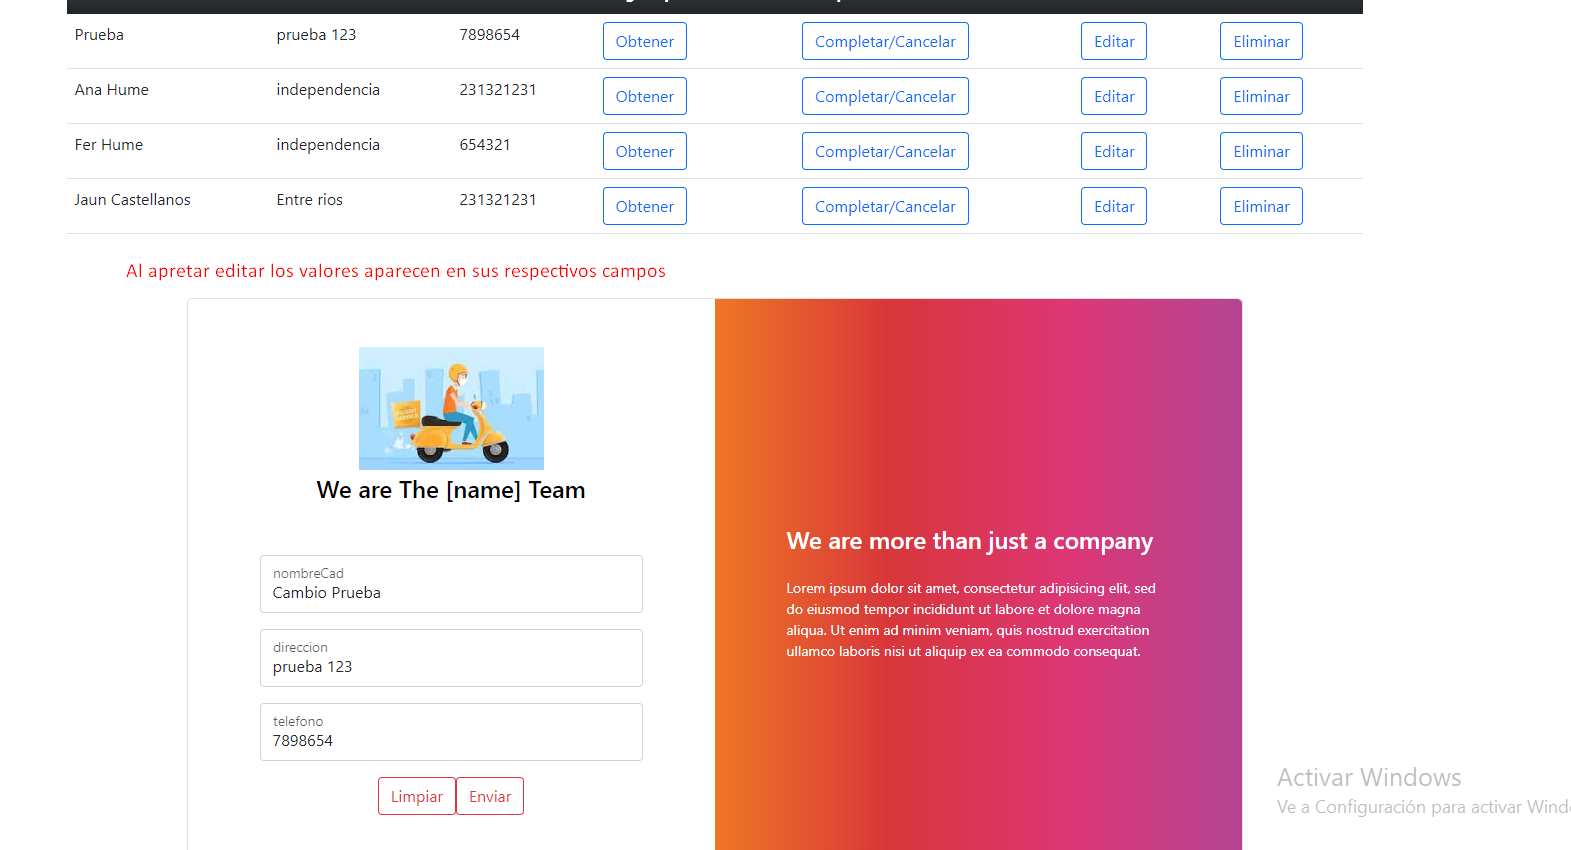 Prueba prueba 123 7898654 Obtener Completar/Cancelar Editar Eliminar
Ana Hume independencia 231321231 Obtener Completar/Cancelar Editar Eliminar
Fer Hume independencia 654321 Obtener Completar/Cancelar Editar Eliminar
Jaun Castellanos Entre rios 231321231 Obtener Completar/Cancelar Editar Eliminar
Al apretar editar los valores aparecen en sus respectivos campos
We are The [name] Team
nombreCad
Cambio Prueba
direccion
prueba 123
telefono
7898654
Limpiar Enviar
We are more than just a company
Lorem ipsum dolor sit amet, consectetur adipisicing elit, sed
do eiusmod tempor incididunt ut labore et dolore magna
aliqua. Ut enim ad minim veniam, quis nostrud exercitation
ullamco laboris nisi ut aliquip ex ea commodo consequat.
Activar Windows
Ve a Configuración para activar Wind